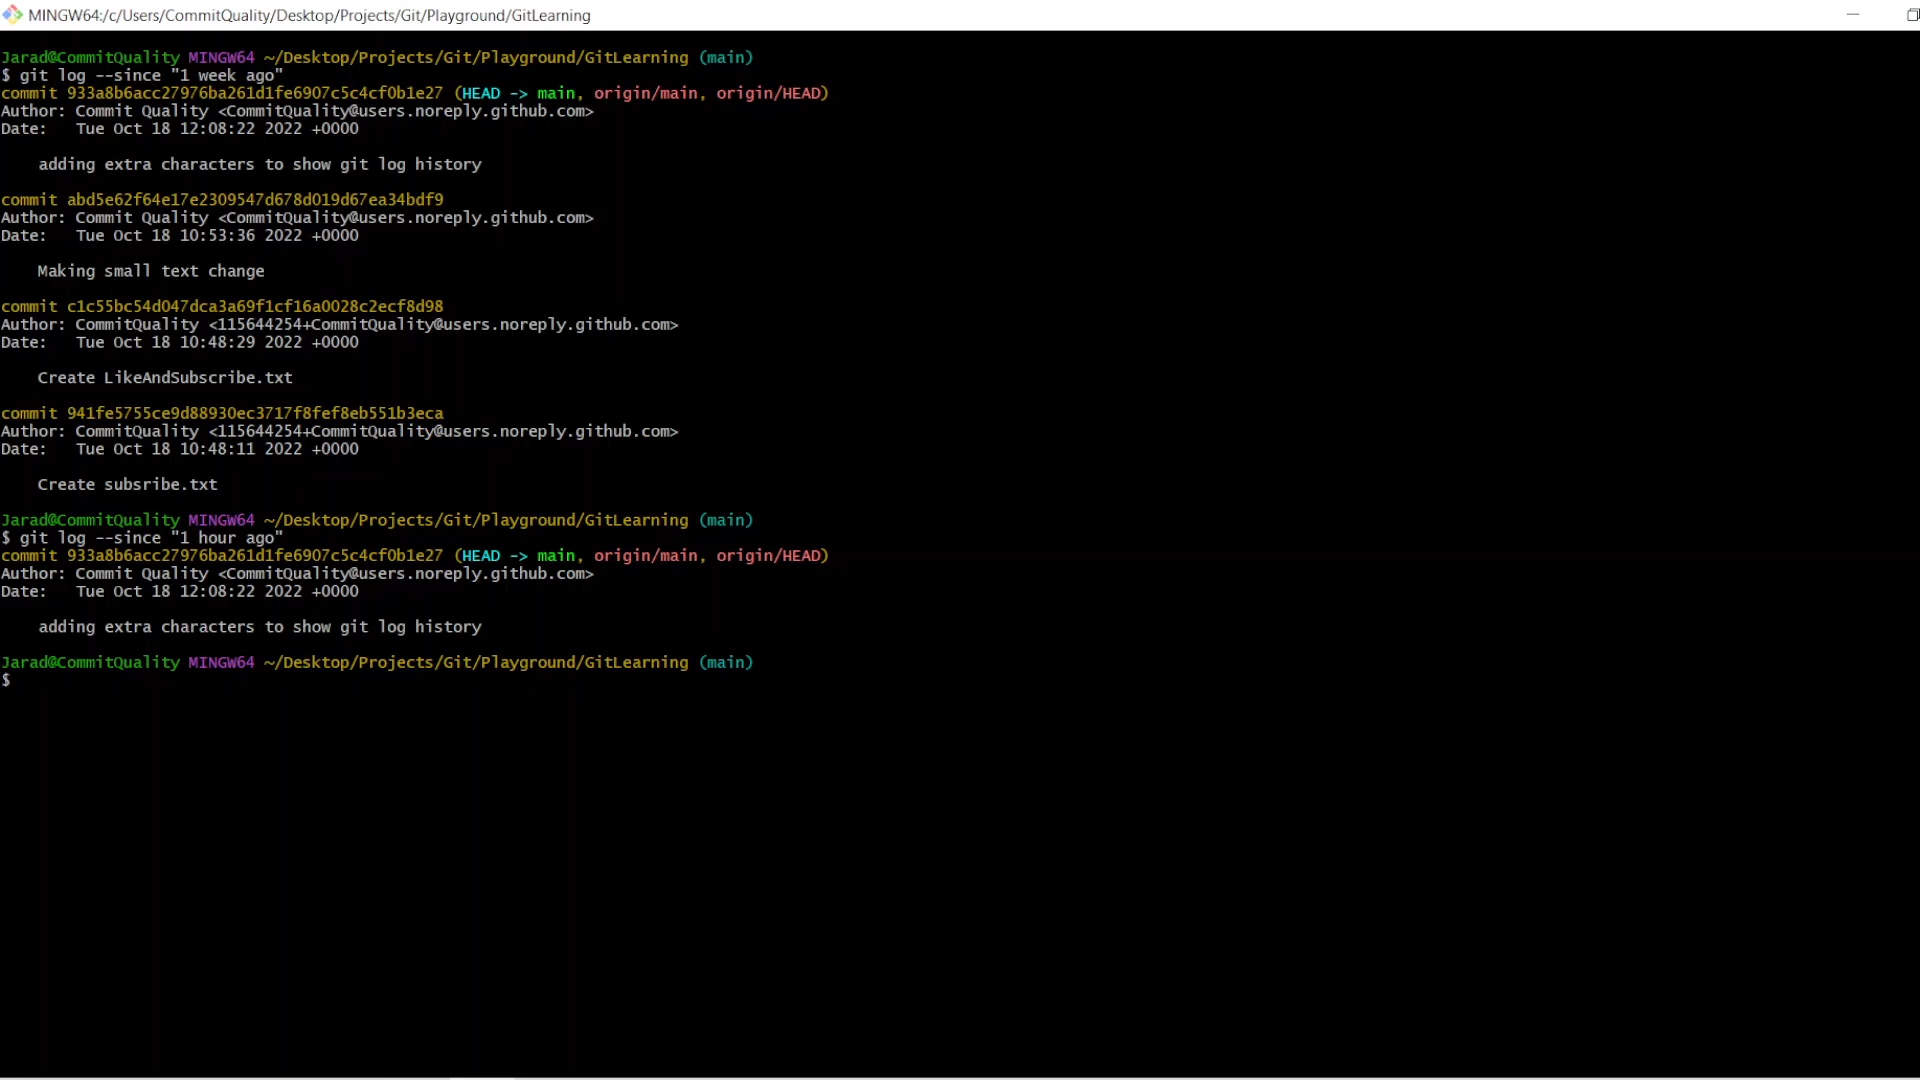 MINGW64:/c/Users/CommitQuality/Desktop/Projects/Git/Playground/GitLearning
Jarad@CommitQuality MINGW64 ~/Desktop/Projects/Git/Playground/GitLearning (main)
$ git log --since "1 week ago"
commit 933a8b6acc27976ba261d1fe6907c5c4cf0b1e27 (HEAD -> main, origin/main, origin/HEAD)
Author: Commit Quality <CommitQuality@users.noreply.github.com>
Date:   Tue Oct 18 12:08:22 2022 +0000
    adding extra characters to show git log history
commit abd5e62f64e17e2309547d678d019d67ea34bdf9
Author: Commit Quality <CommitQuality@users.noreply.github.com>
Date:   Tue Oct 18 10:53:36 2022 +0000
    Making small text change
commit c1c55bc54d047dca3a69f1cf16a0028c2ecf8d98
Author: CommitQuality <115644254+CommitQuality@users.noreply.github.com>
Date:   Tue Oct 18 10:48:29 2022 +0000
    Create LikeAndSubscribe.txt
commit 941fe5755ce9d88930ec3717f8fef8eb551b3eca
Author: CommitQuality <115644254+CommitQuality@users.noreply.github.com>
Date:   Tue Oct 18 10:48:11 2022 +0000
    Create subsribe.txt
Jarad@CommitQuality MINGW64 ~/Desktop/Projects/Git/Playground/GitLearning (main)
$ git log --since "1 hour ago"
commit 933a8b6acc27976ba261d1fe6907c5c4cf0b1e27 (HEAD -> main, origin/main, origin/HEAD)
Author: Commit Quality <CommitQuality@users.noreply.github.com>
Date:   Tue Oct 18 12:08:22 2022 +0000
    adding extra characters to show git log history
Jarad@CommitQuality MINGW64 ~/Desktop/Projects/Git/Playground/GitLearning (main)
$